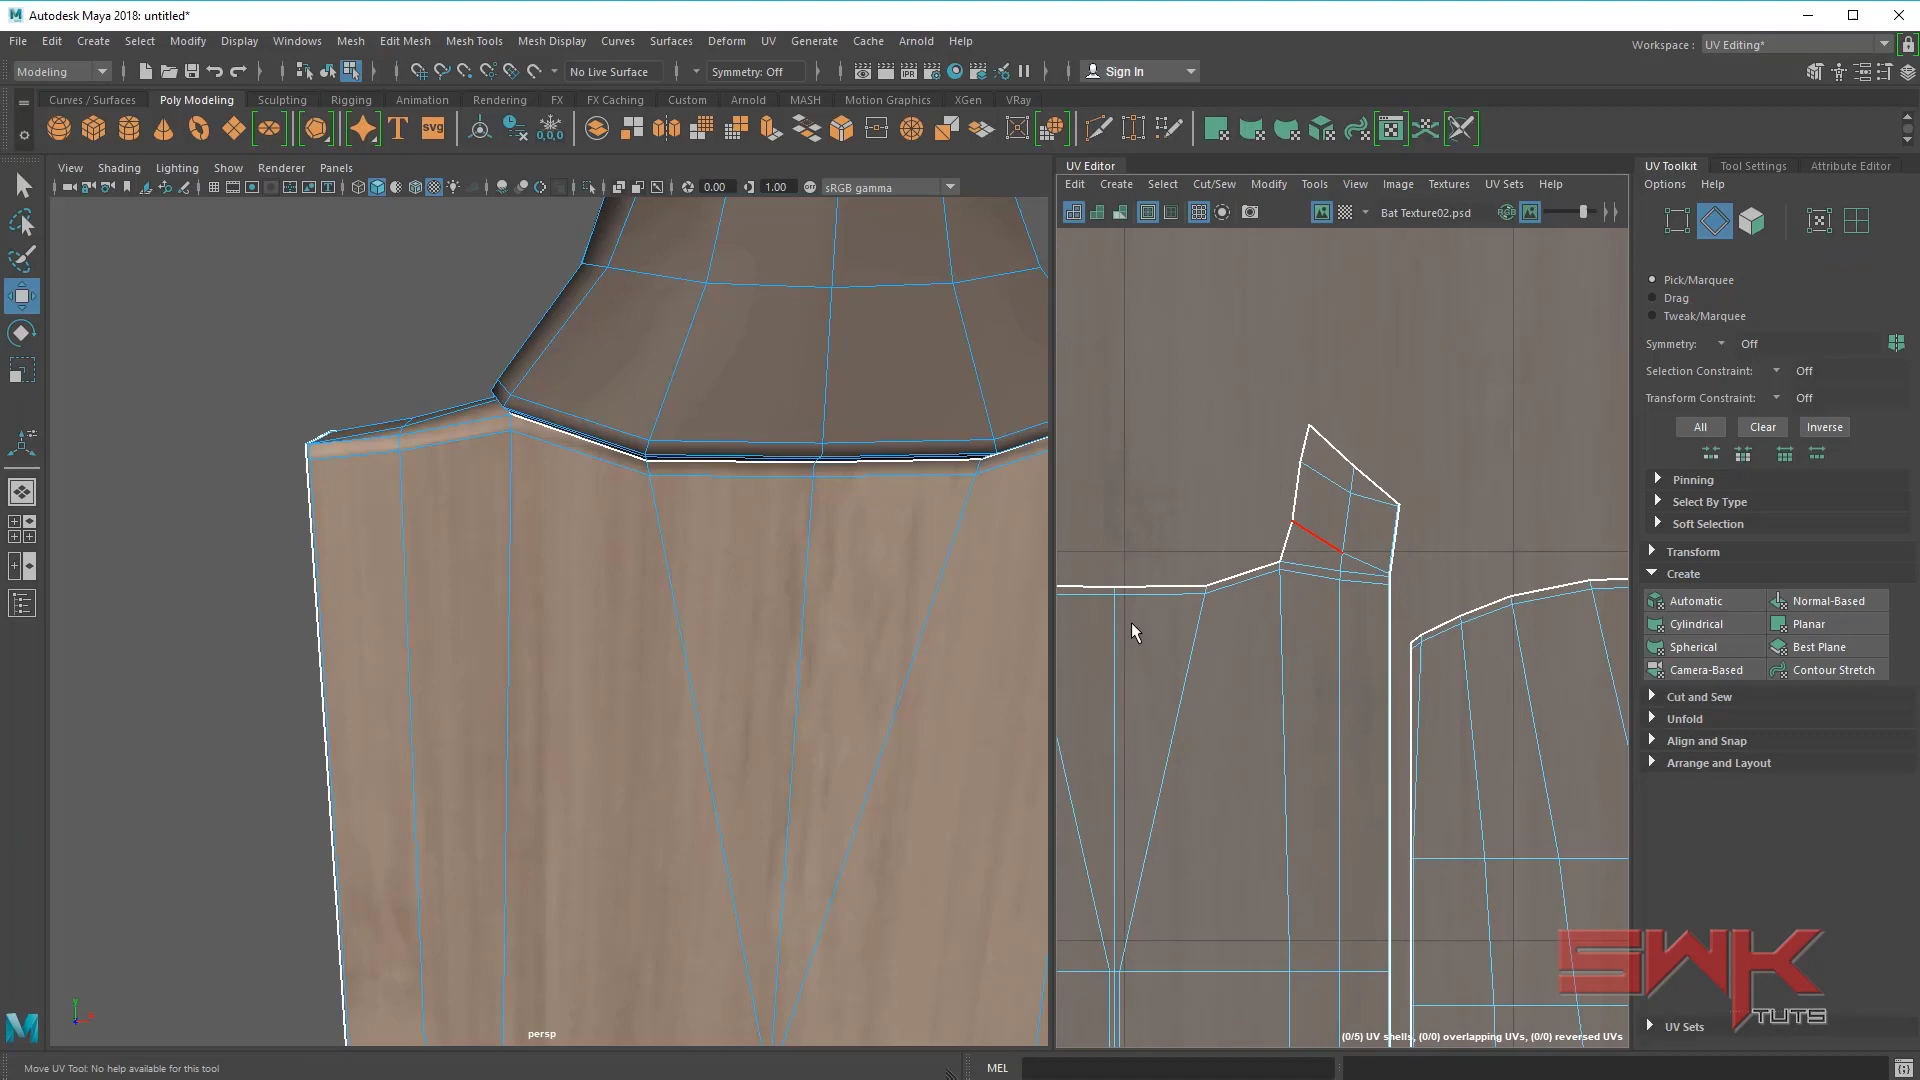 Autodesk Maya 2018: untitled*
File Edit Create Select Modify Display Windows Mesh Edit Mesh Mesh Tools Mesh Display Curves Surfaces Deform UV Generate Cache Arnold Help
Workspace : UV Editing*
Modeling No Live Surface Symmetry: Off Sign In
Curves / Surfaces Poly Modeling Sculpting Rigging Animation Rendering FX FX Caching Custom Arnold MASH Motion Graphics XGen VRay
T SVG 0,0,0
View Shading Lighting Show Renderer Panels
0.00 1.00 sRGB gamma
UV Editor
Edit Create Select Cut/Sew Modify Tools View Image Textures UV Sets Help
Bat Texture02.psd
UV Toolkit Tool Settings Attribute Editor
Options Help
Pick/Marquee
Drag
Tweak/Marquee
Symmetry: Off
Selection Constraint: Off
Transform Constraint: Off
All Clear Inverse
Pinning
Select By Type
Soft Selection
Transform
Create
Automatic Normal-Based
Cylindrical Planar
Spherical Best Plane
Camera-Based Contour Stretch
Cut and Sew
Unfold
Align and Snap
Arrange and Layout
SWK
TUTS
UV Sets
persp
(0/5) UV shells, (0/0) overlapping UVs, (0/0) reversed UVs
Move UV Tool: No help available for this tool
MEL